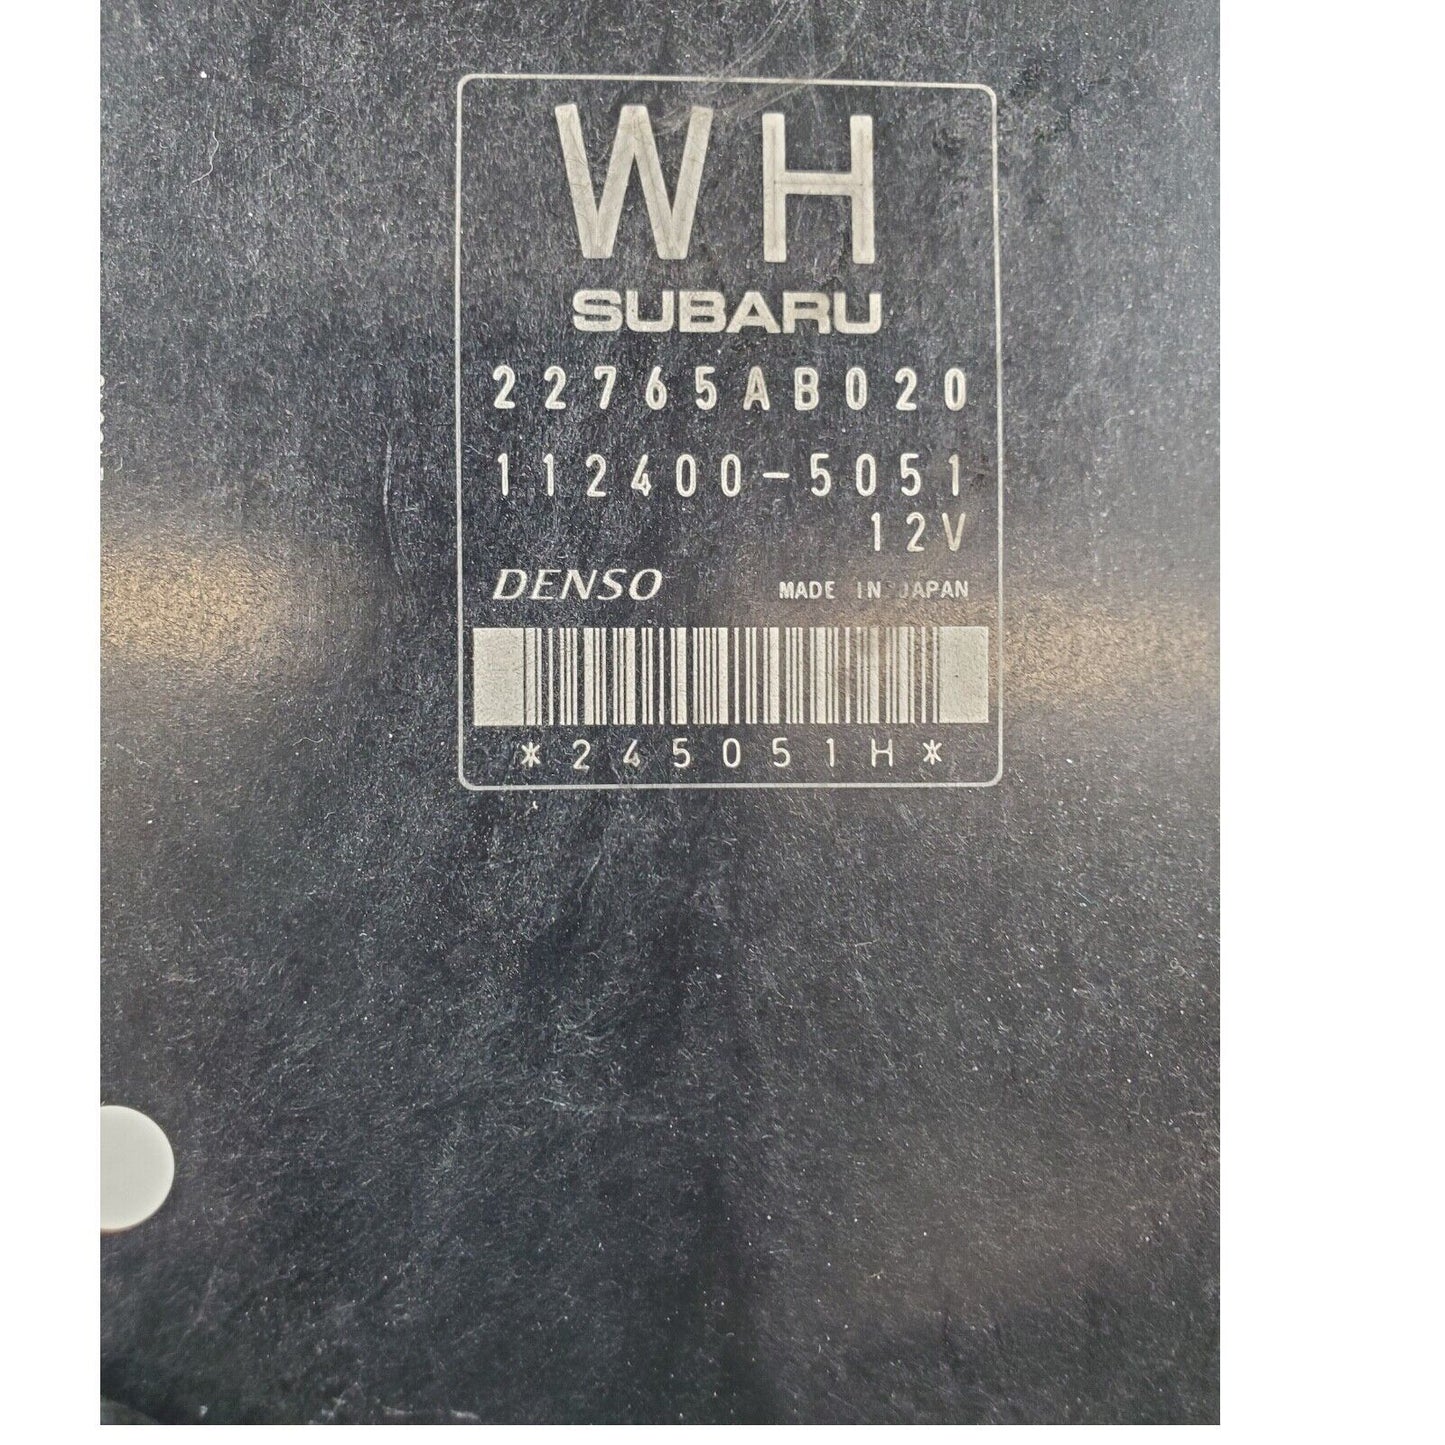 WH
SUBARU
22765AB020
112400-5051
12V
DENSO MADE IN JAPAN
*245051H*